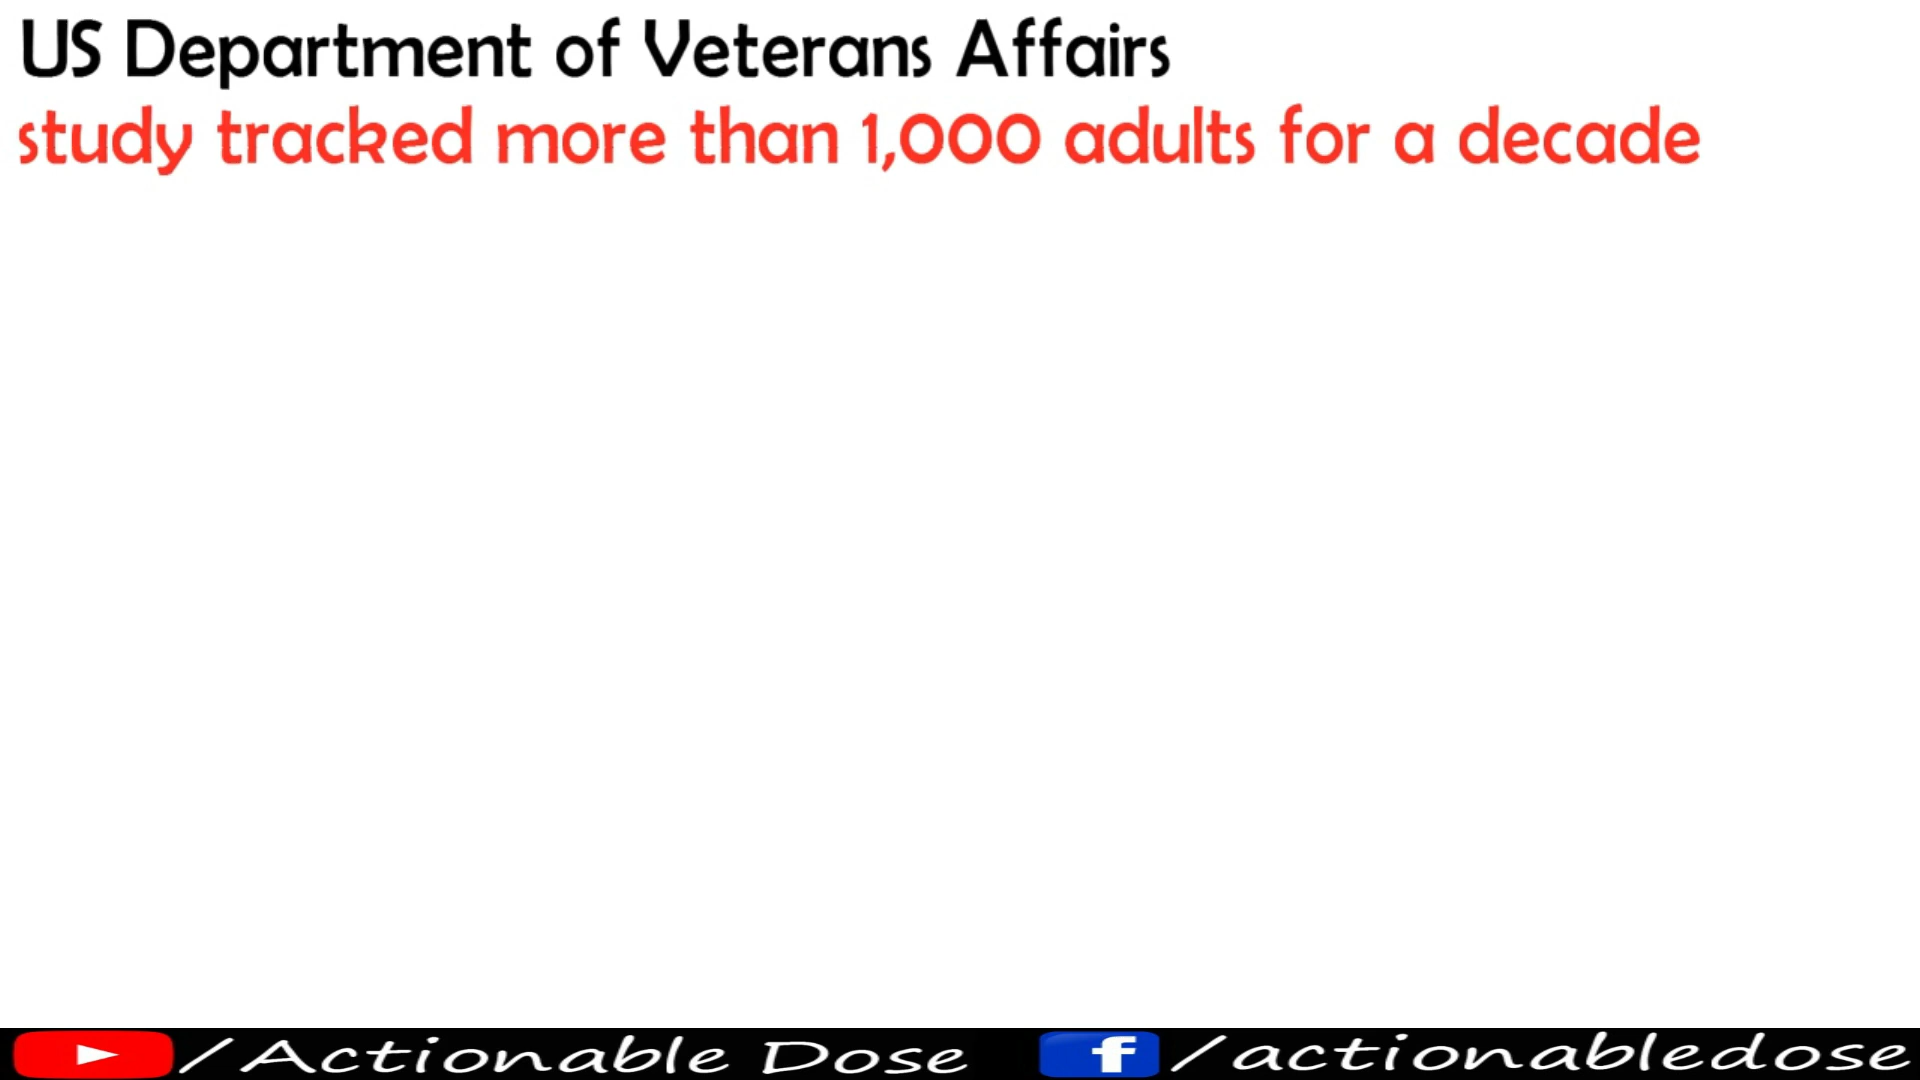 US Department of Veterans Affairs
study tracked more than 1,000 adults for a decade
/Actionable Dose f /actionabledose